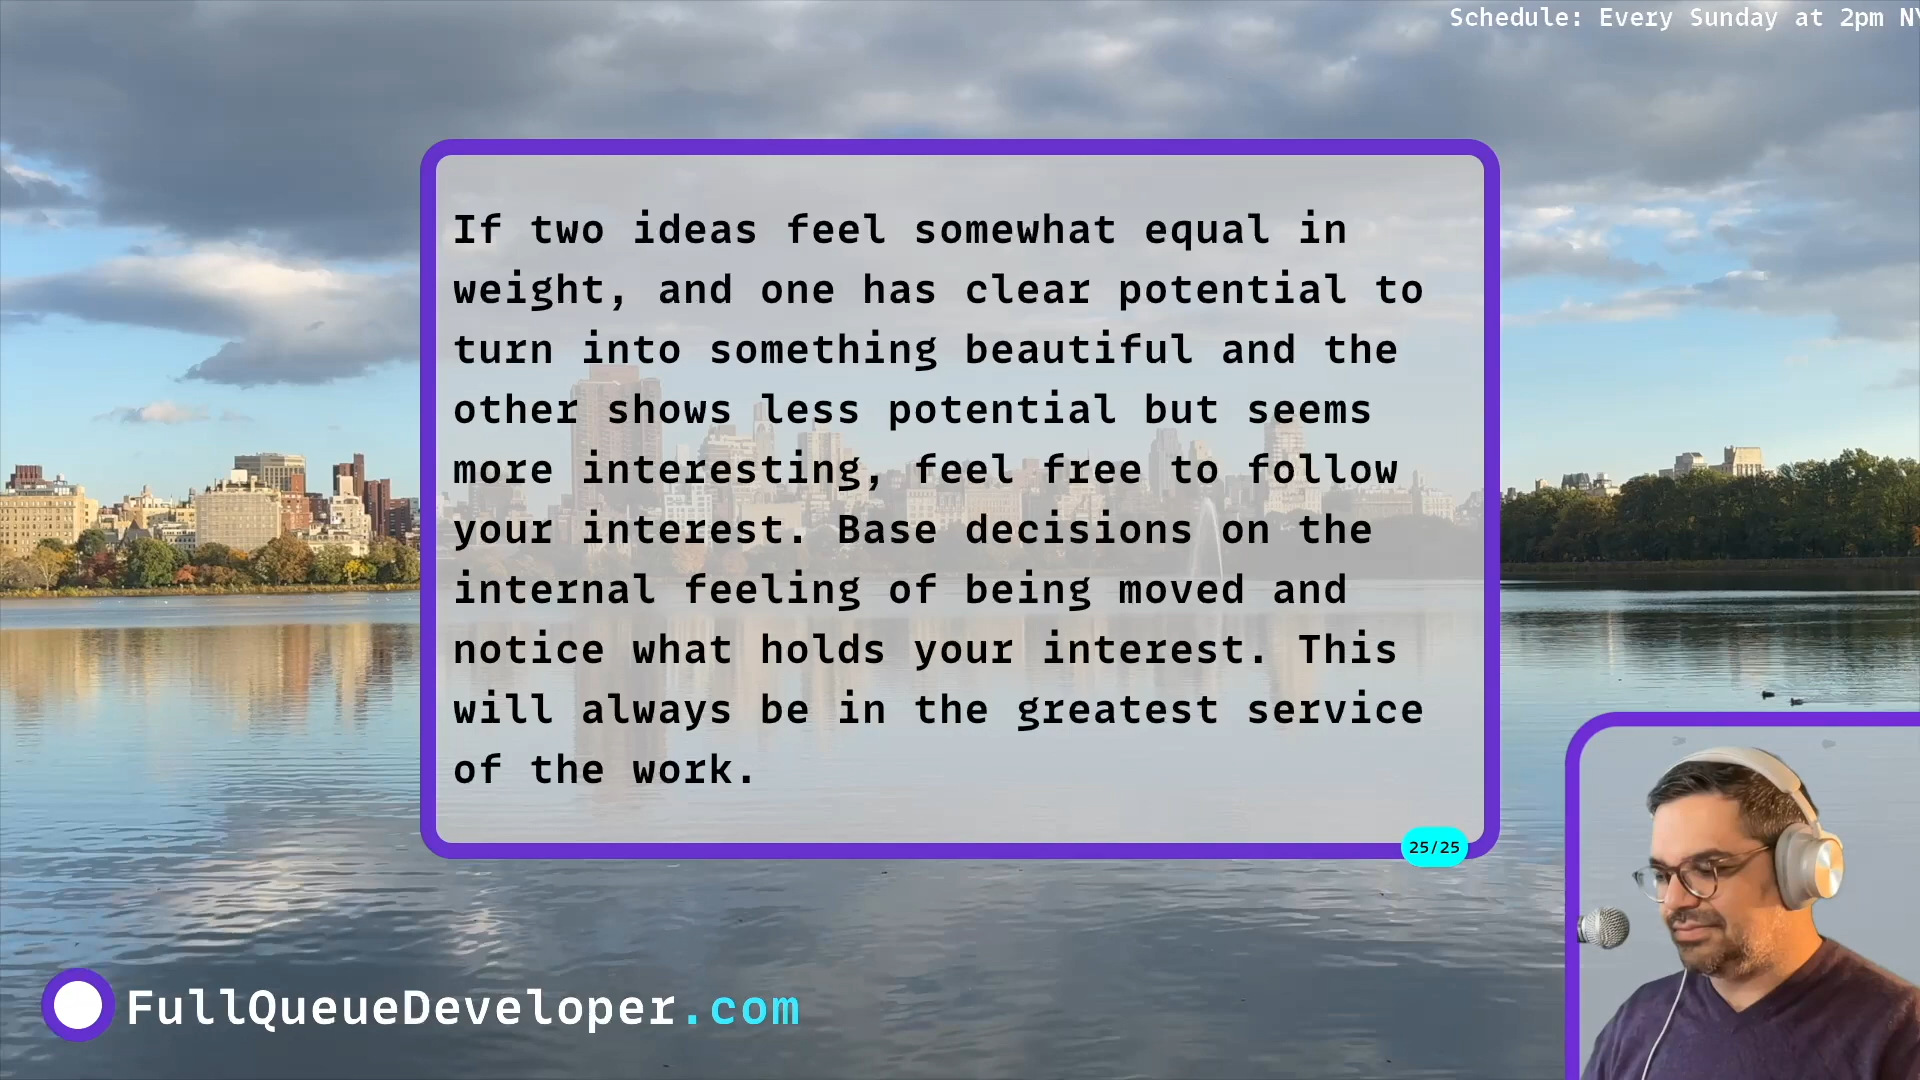 Schedule: Every Sunday at 2pm NY
If two ideas feel somewhat equal in
weight, and one has clear potential to
turn into something beautiful and the
other shows less potential but seems
more interesting, feel free to follow
your interest. Base decisions on the
internal feeling of being moved and
notice what holds your interest. This
will always be in the greatest service
of the work.
25/25
FullQueueDeveloper.com